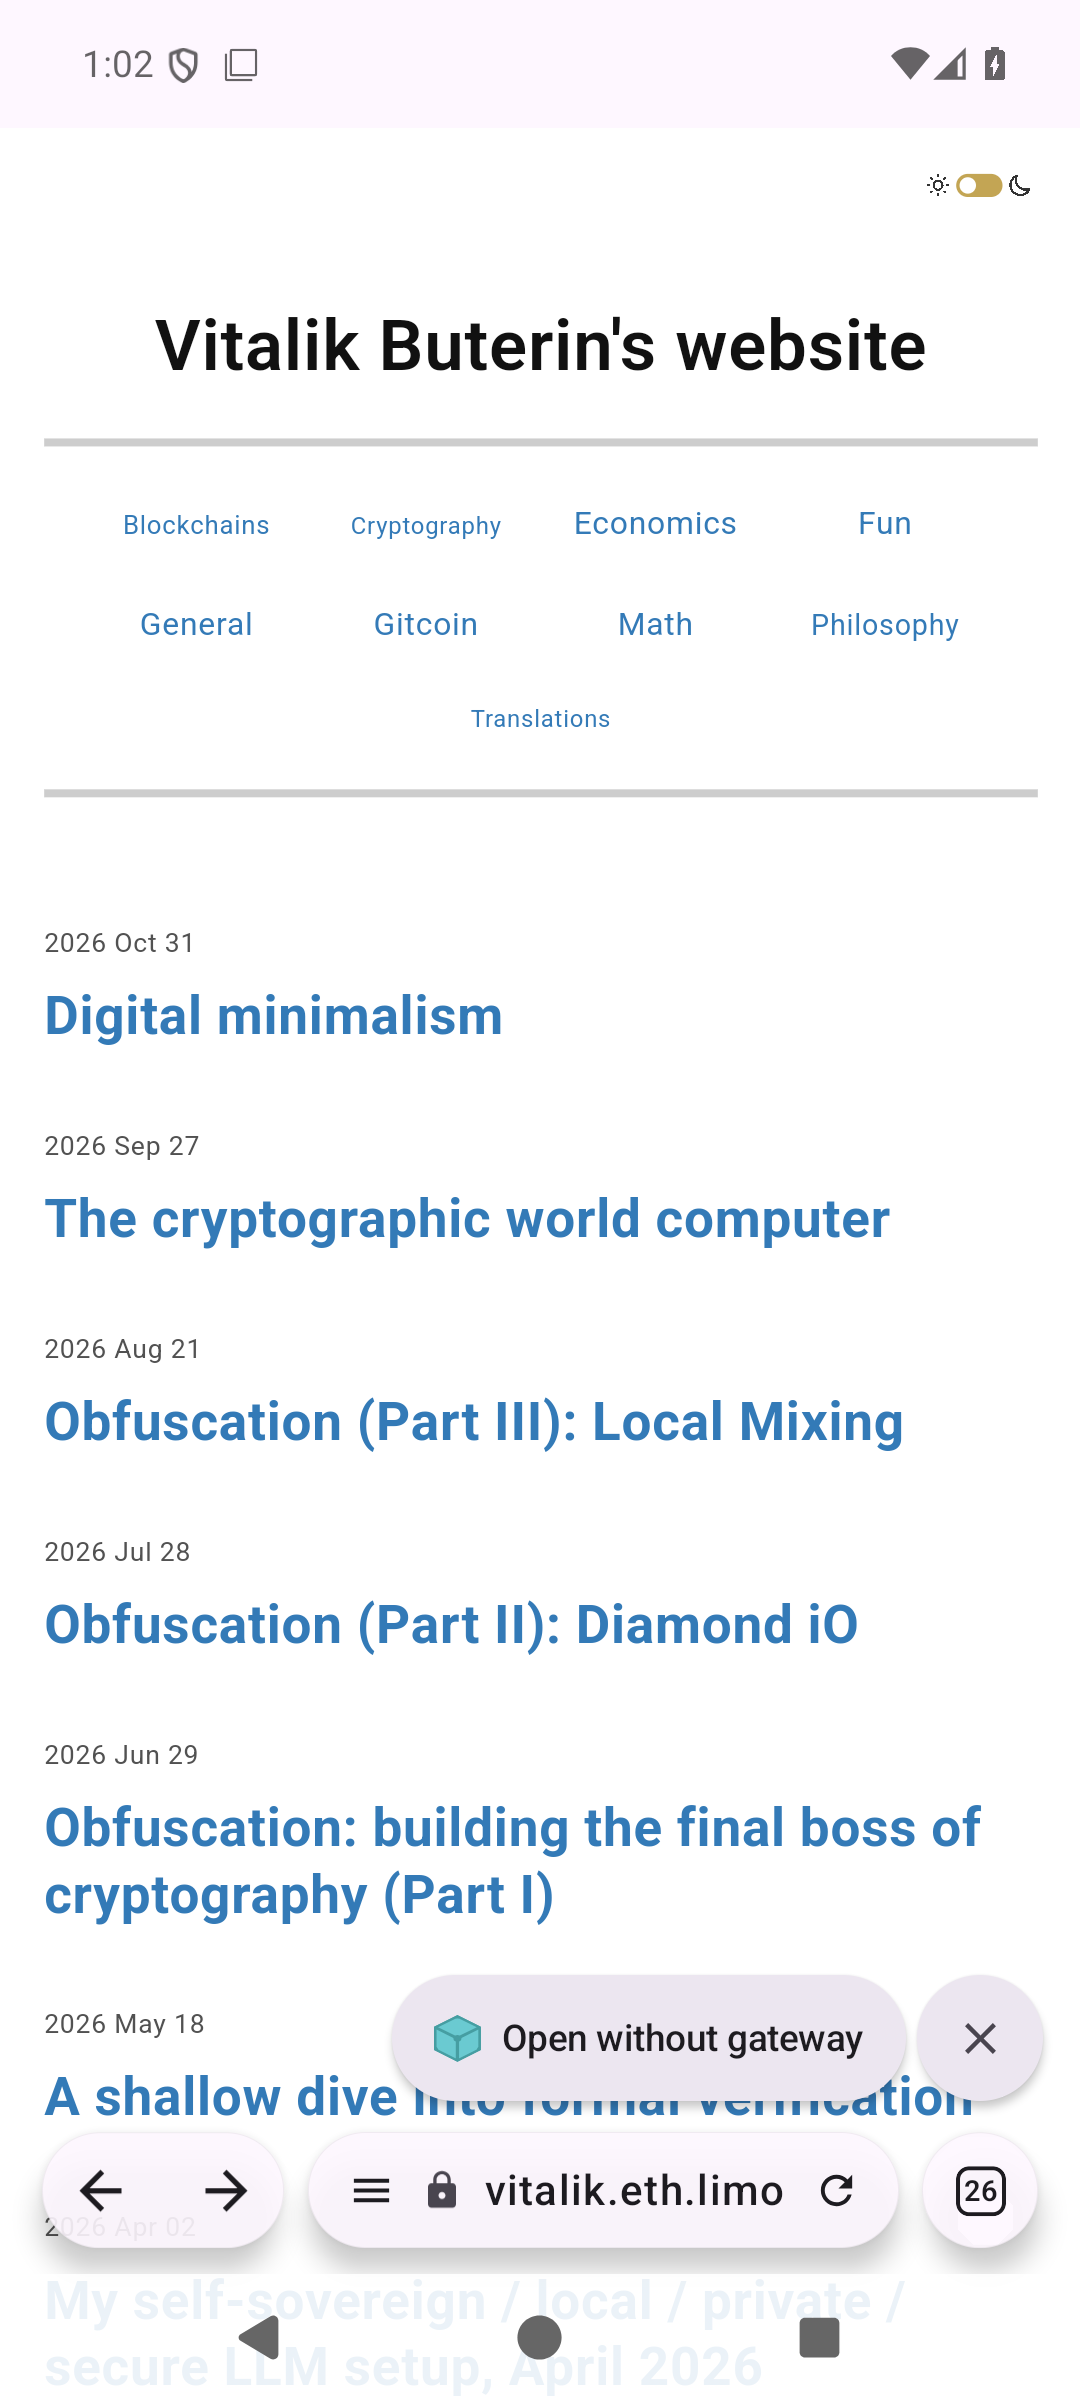 1:02
Vitalik Buterin's website
Blockchains Cryptography Economics Fun
General Gitcoin Math Philosophy
Translations
2026 Oct 31
Digital minimalism
2026 Sep 27
The cryptographic world computer
2026 Aug 21
Obfuscation (Part III): Local Mixing
2026 Jul 28
Obfuscation (Part II): Diamond iO
2026 Jun 29
Obfuscation: building the final boss of
cryptography (Part I)
2026 May 18
Open without gateway
A shallow dive into formal verification
vitalik.eth.limo
26
2026 Apr 02
My self-sovereign / local / private /
secure LLM setup, April 2026